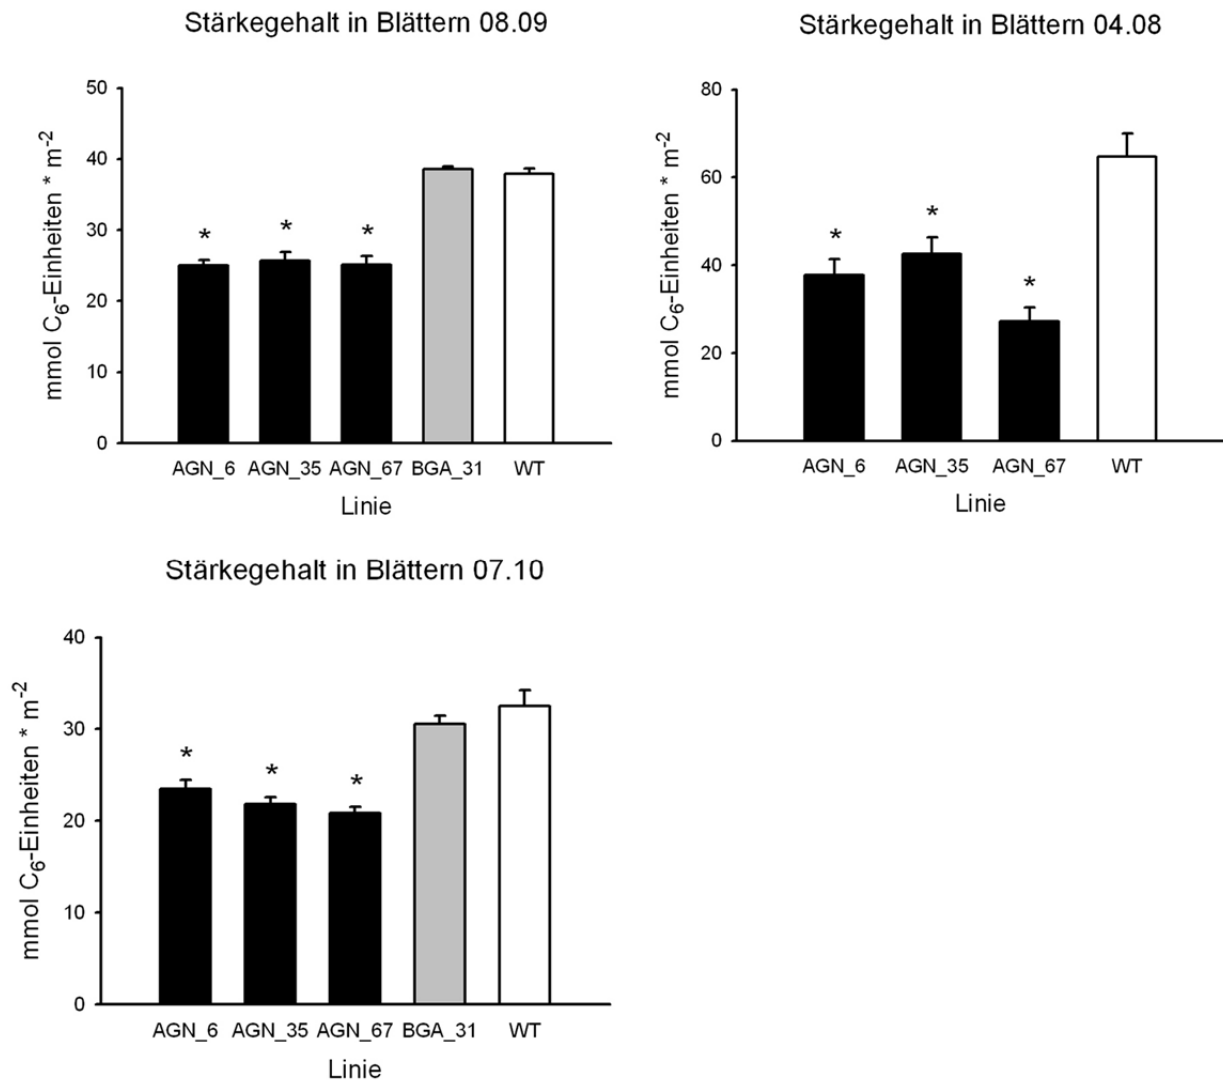 Stärkegehalt in Blättern 08.09
mmol C6-Einheiten * m-2
50
40
30
20
10
0
* * *
AGN_6 AGN_35 AGN_67 BGA_31 WT
Linie
Stärkegehalt in Blättern 04.08
mmol C6-Einheiten * m-2
80
60
40
20
0
* * *
AGN_6 AGN_35 AGN_67 WT
Linie
Stärkegehalt in Blättern 07.10
mmol C6-Einheiten * m-2
40
30
20
10
0
* * *
AGN_6 AGN_35 AGN_67 BGA_31 WT
Linie